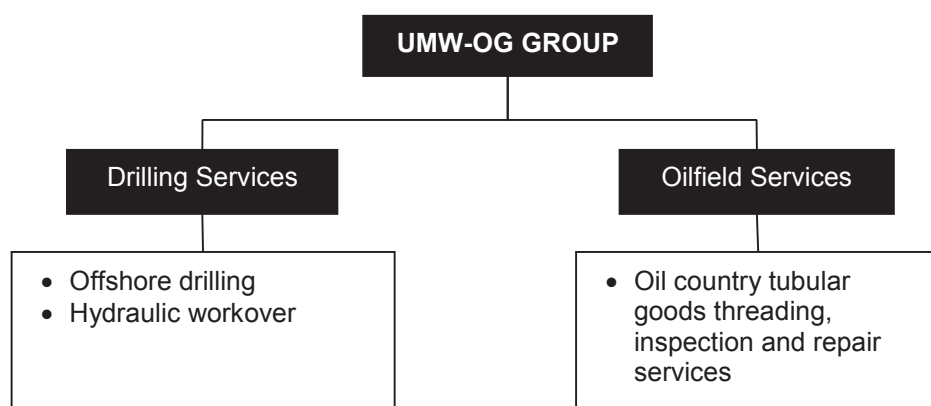 UMW-OG GROUP
Drilling Services
Oilfield Services
• Offshore drilling
• Hydraulic workover
• Oil country tubular
goods threading,
inspection and repair
services